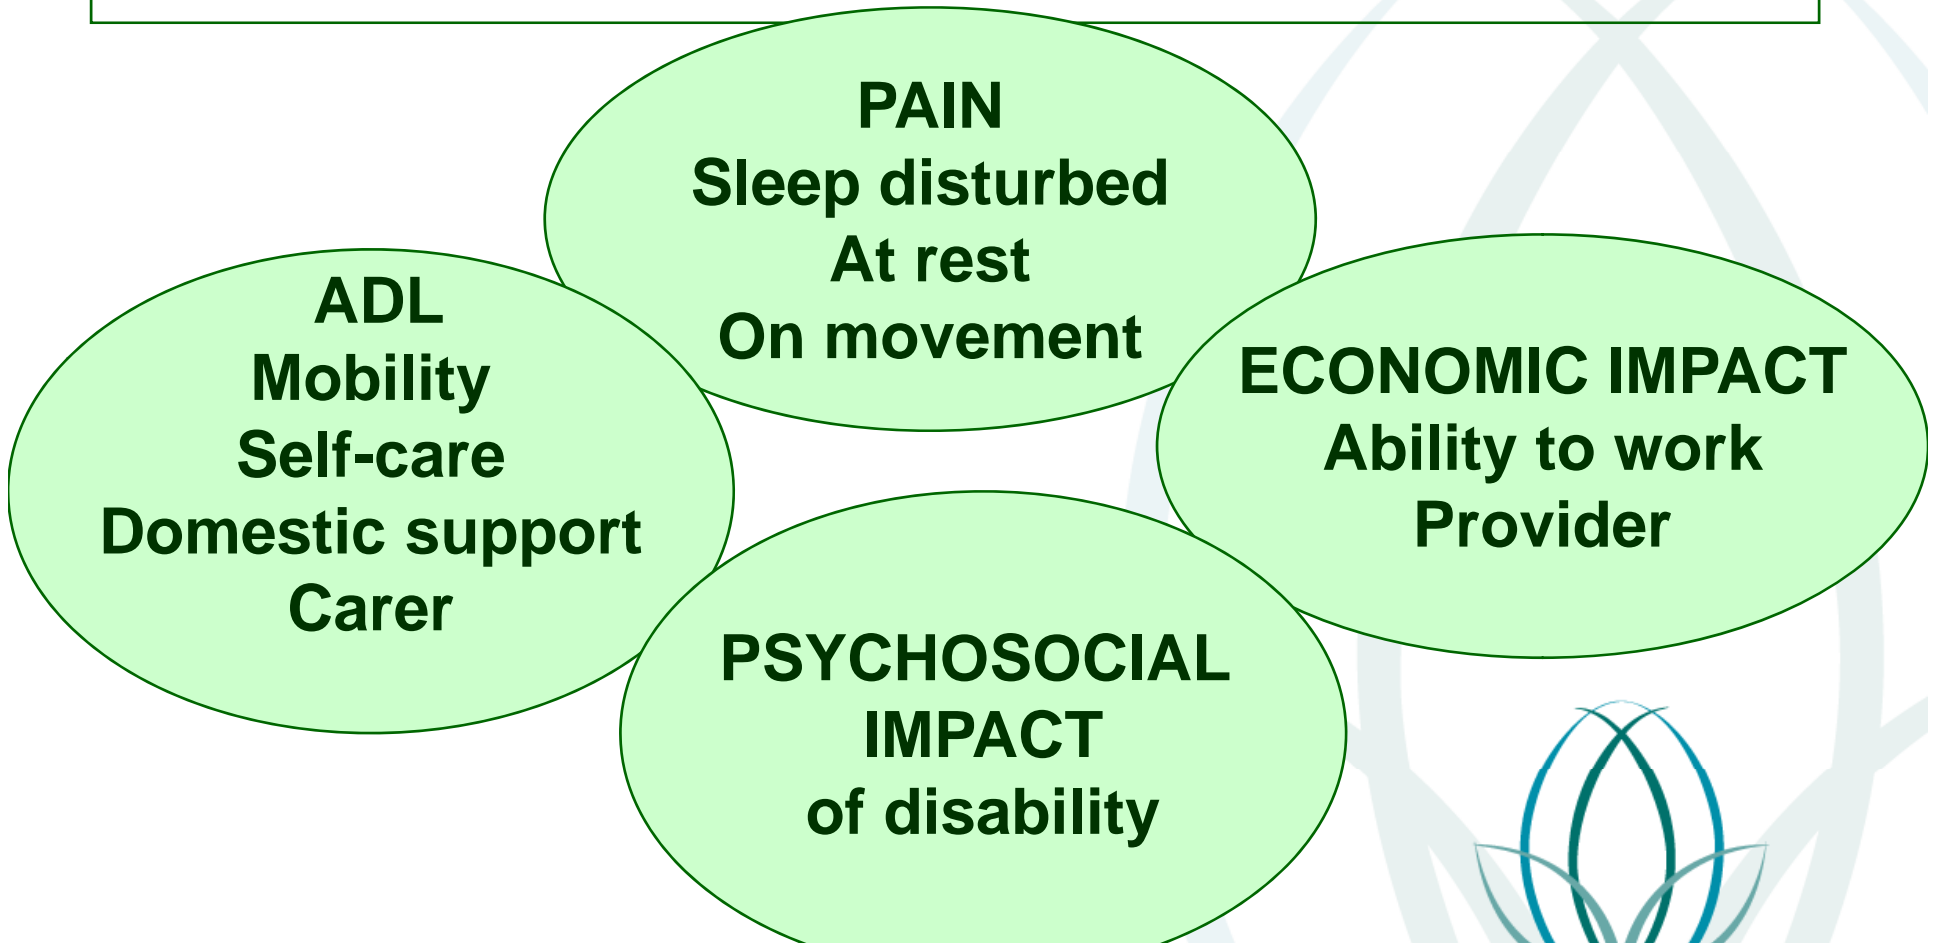 PAIN
Sleep disturbed
At rest
On movement
ADL
Mobility
Self-care
Domestic support
Carer
ECONOMIC IMPACT
Ability to work
Provider
PSYCHOSOCIAL
IMPACT
of disability